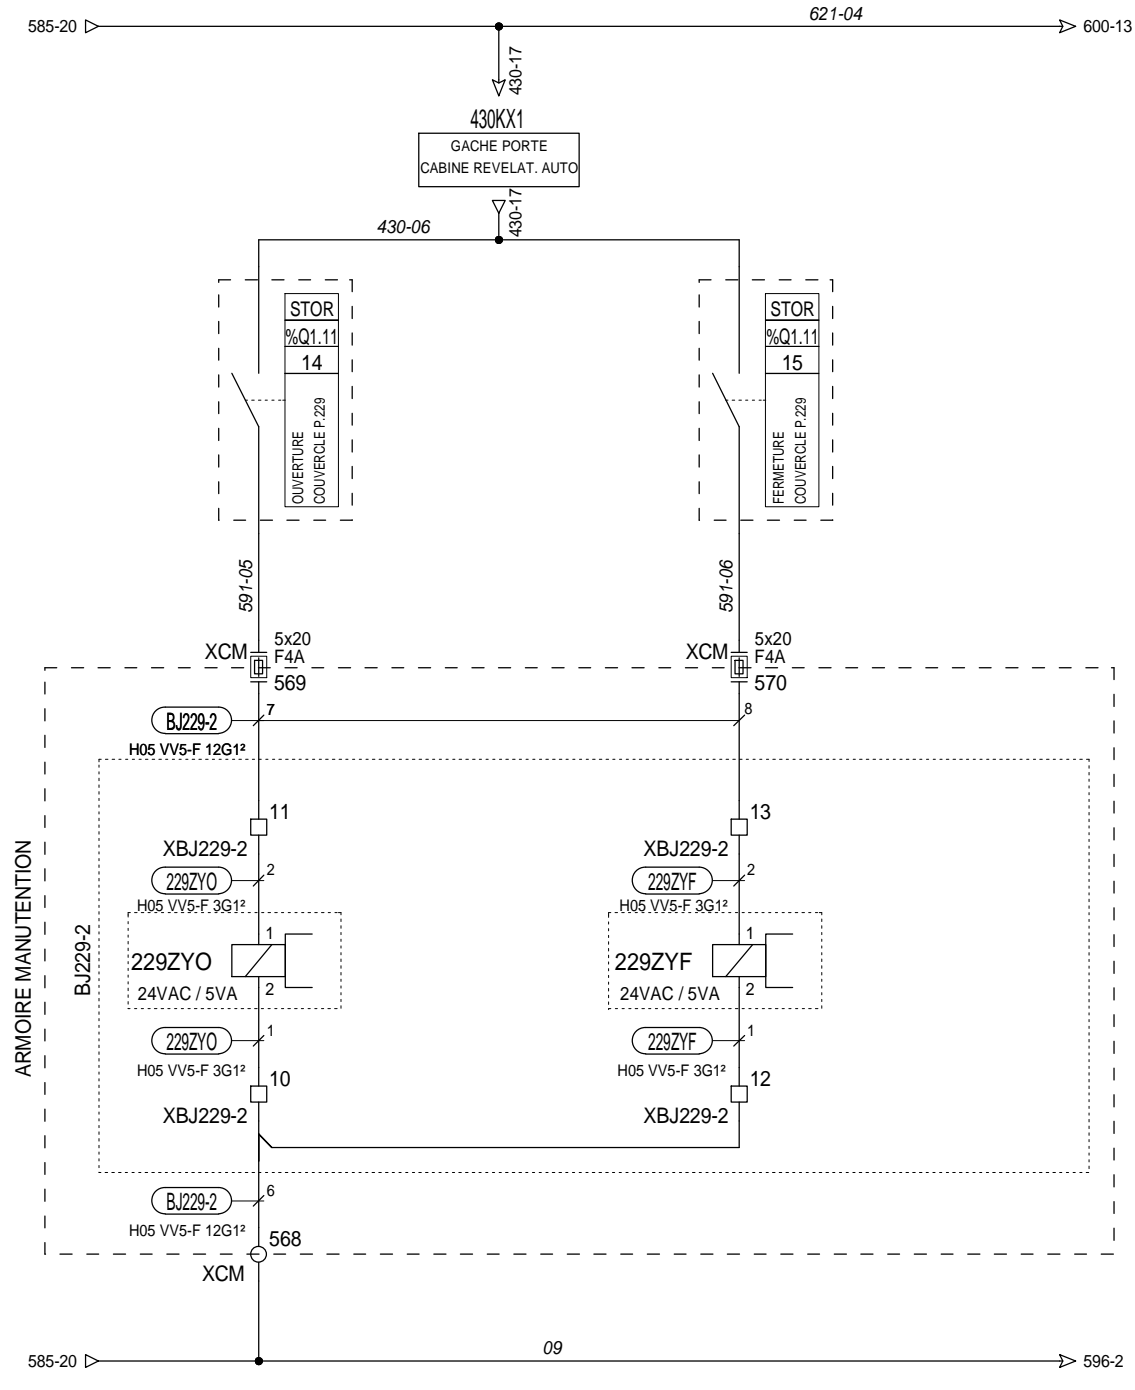 621-04
585-20
600-13
430-17
430KX1
GACHE PORTE
CABINE REVELAT. AUTO
430-17
430-06
STOR
%Q1.11
14
OUVERTURE
COUVERCLE P.229
STOR
%Q1.11
15
FERMETURE
COUVERCLE P.229
591-05
591-06
XCM
5x20
F4A
569
XCM
5x20
F4A
570
BJ229-2
7
8
H05 VV5-F 12G1²
ARMOIRE MANUTENTION
BJ229-2
11
XBJ229-2
13
XBJ229-2
229ZYO
2
H05 VV5-F 3G1²
229ZYF
2
H05 VV5-F 3G1²
1
229ZYO
24VAC / 5VA
2
1
229ZYF
24VAC / 5VA
2
229ZYO
1
H05 VV5-F 3G1²
229ZYF
1
H05 VV5-F 3G1²
10
XBJ229-2
12
XBJ229-2
BJ229-2
6
H05 VV5-F 12G1²
568
XCM
09
585-20
596-2